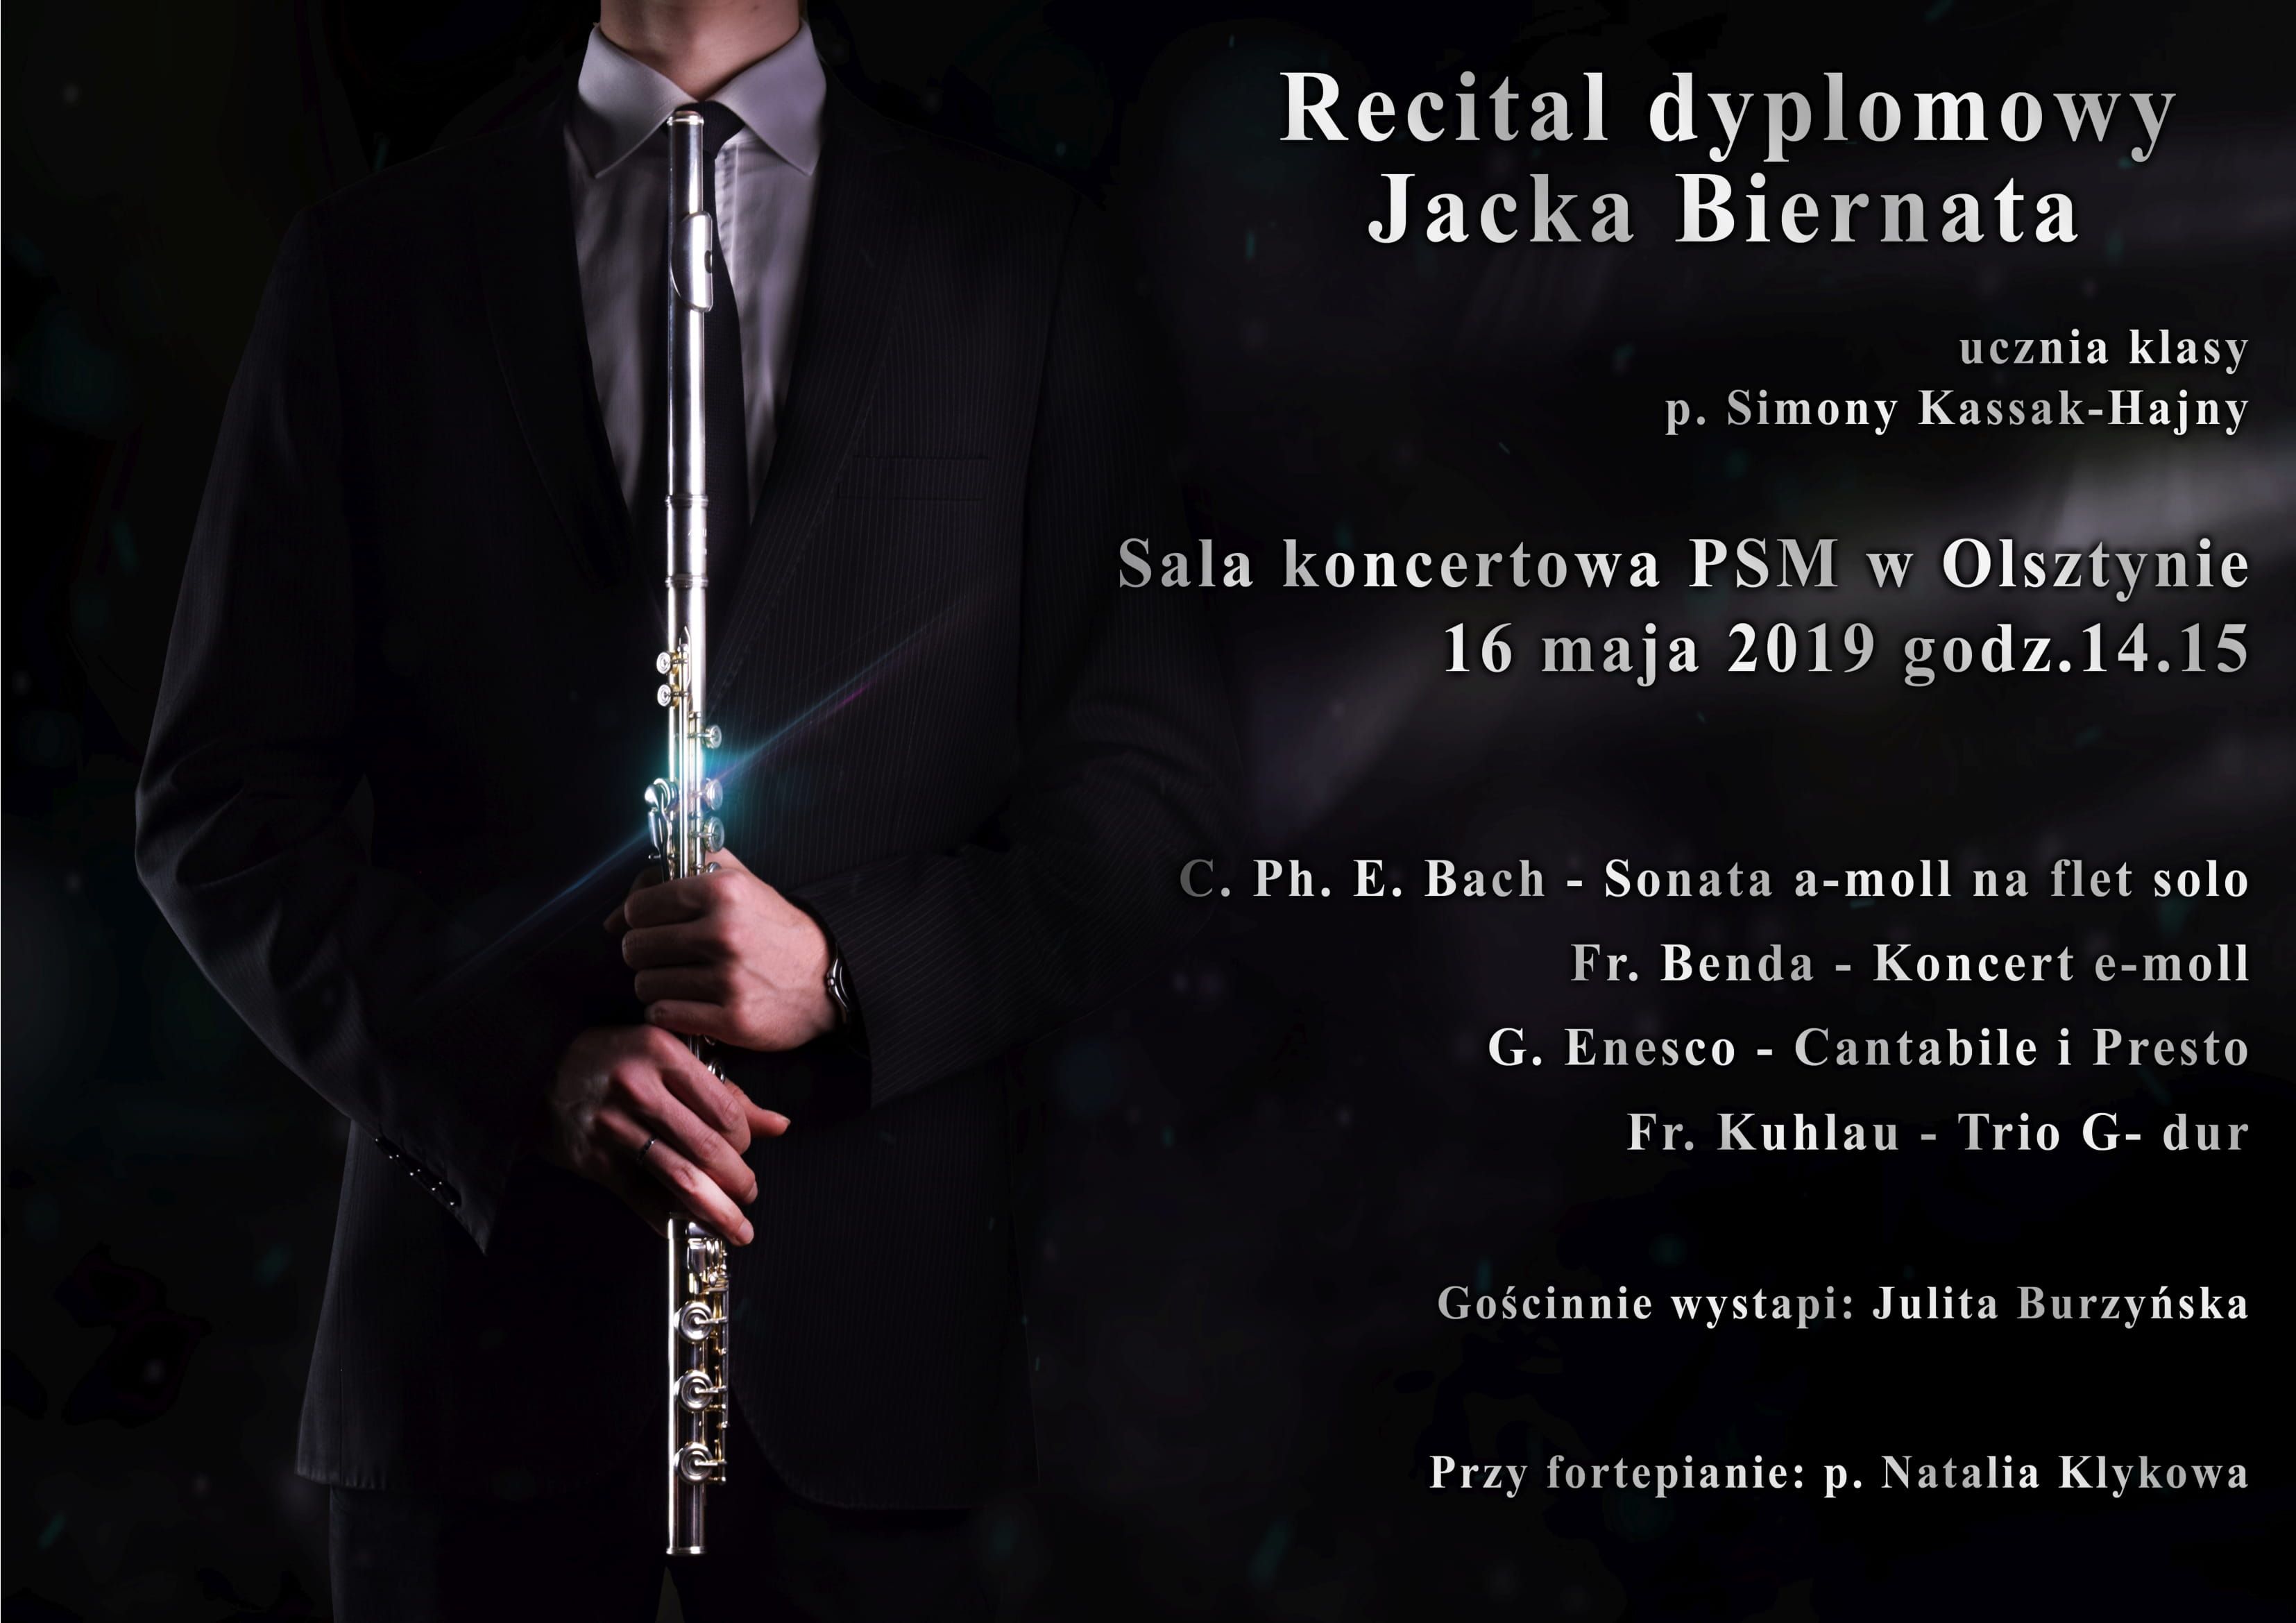 Recital dyplomowy
Jacka Biernata
ucznia klasy
p. Simony Kassak-Hajny
Sala koncertowa PSM w Olsztynie
16 maja 2019 godz.14.15
C. Ph. E. Bach - Sonata a-moll na flet solo
Fr. Benda - Koncert e-moll
G. Enesco - Cantabile i Presto
Fr. Kuhlau - Trio G- dur
Gościnnie wystapi: Julita Burzyńska
Przy fortepianie: p. Natalia Klykowa